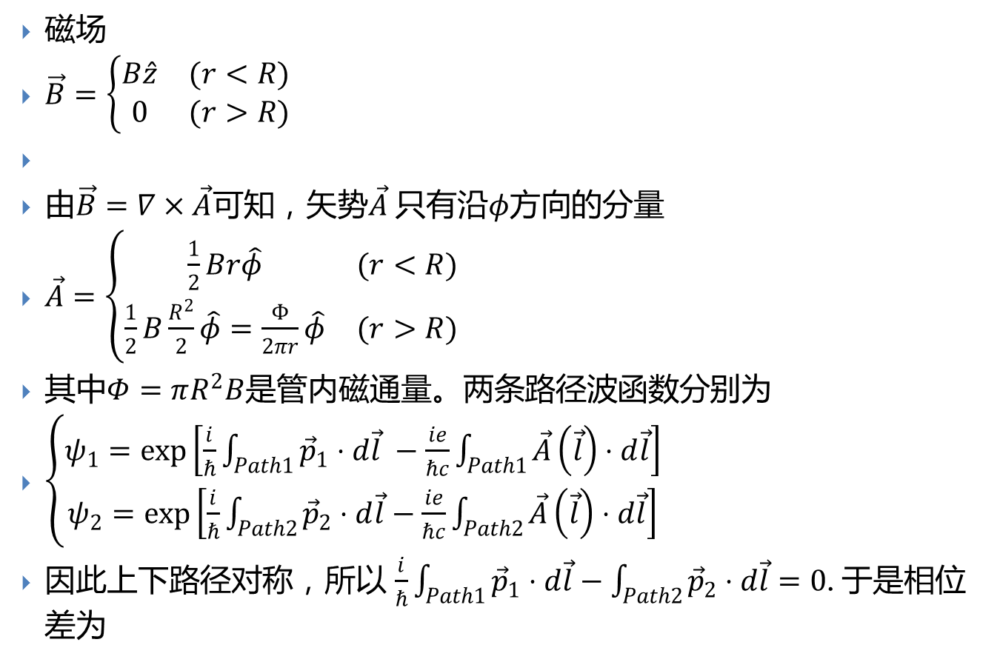 磁场
$\vec{B} = \begin{cases} B\hat{z} & (r < R) \\ 0 & (r > R) \end{cases}$
由$\vec{B} = \nabla \times \vec{A}$可知，矢势$\vec{A}$ 只有沿$\phi$方向的分量
$\vec{A} = \begin{cases} \frac{1}{2}Br\hat{\phi} & (r < R) \\ \frac{1}{2}B\frac{R^2}{2}\hat{\phi} = \frac{\Phi}{2\pi r}\hat{\phi} & (r > R) \end{cases}$
其中$\Phi = \pi R^2 B$是管内磁通量。两条路径波函数分别为
$\begin{cases} \psi_1 = \exp\left[\frac{i}{\hbar}\int_{Path1} \vec{p}_1 \cdot d\vec{l} - \frac{ie}{\hbar c}\int_{Path1} \vec{A}(\vec{l}) \cdot d\vec{l}\right] \\ \psi_2 = \exp\left[\frac{i}{\hbar}\int_{Path2} \vec{p}_2 \cdot d\vec{l} - \frac{ie}{\hbar c}\int_{Path2} \vec{A}(\vec{l}) \cdot d\vec{l}\right] \end{cases}$
因此上下路径对称，所以 $\frac{i}{\hbar}\int_{Path1} \vec{p}_1 \cdot d\vec{l} - \int_{Path2} \vec{p}_2 \cdot d\vec{l} = 0.$ 于是相位
差为